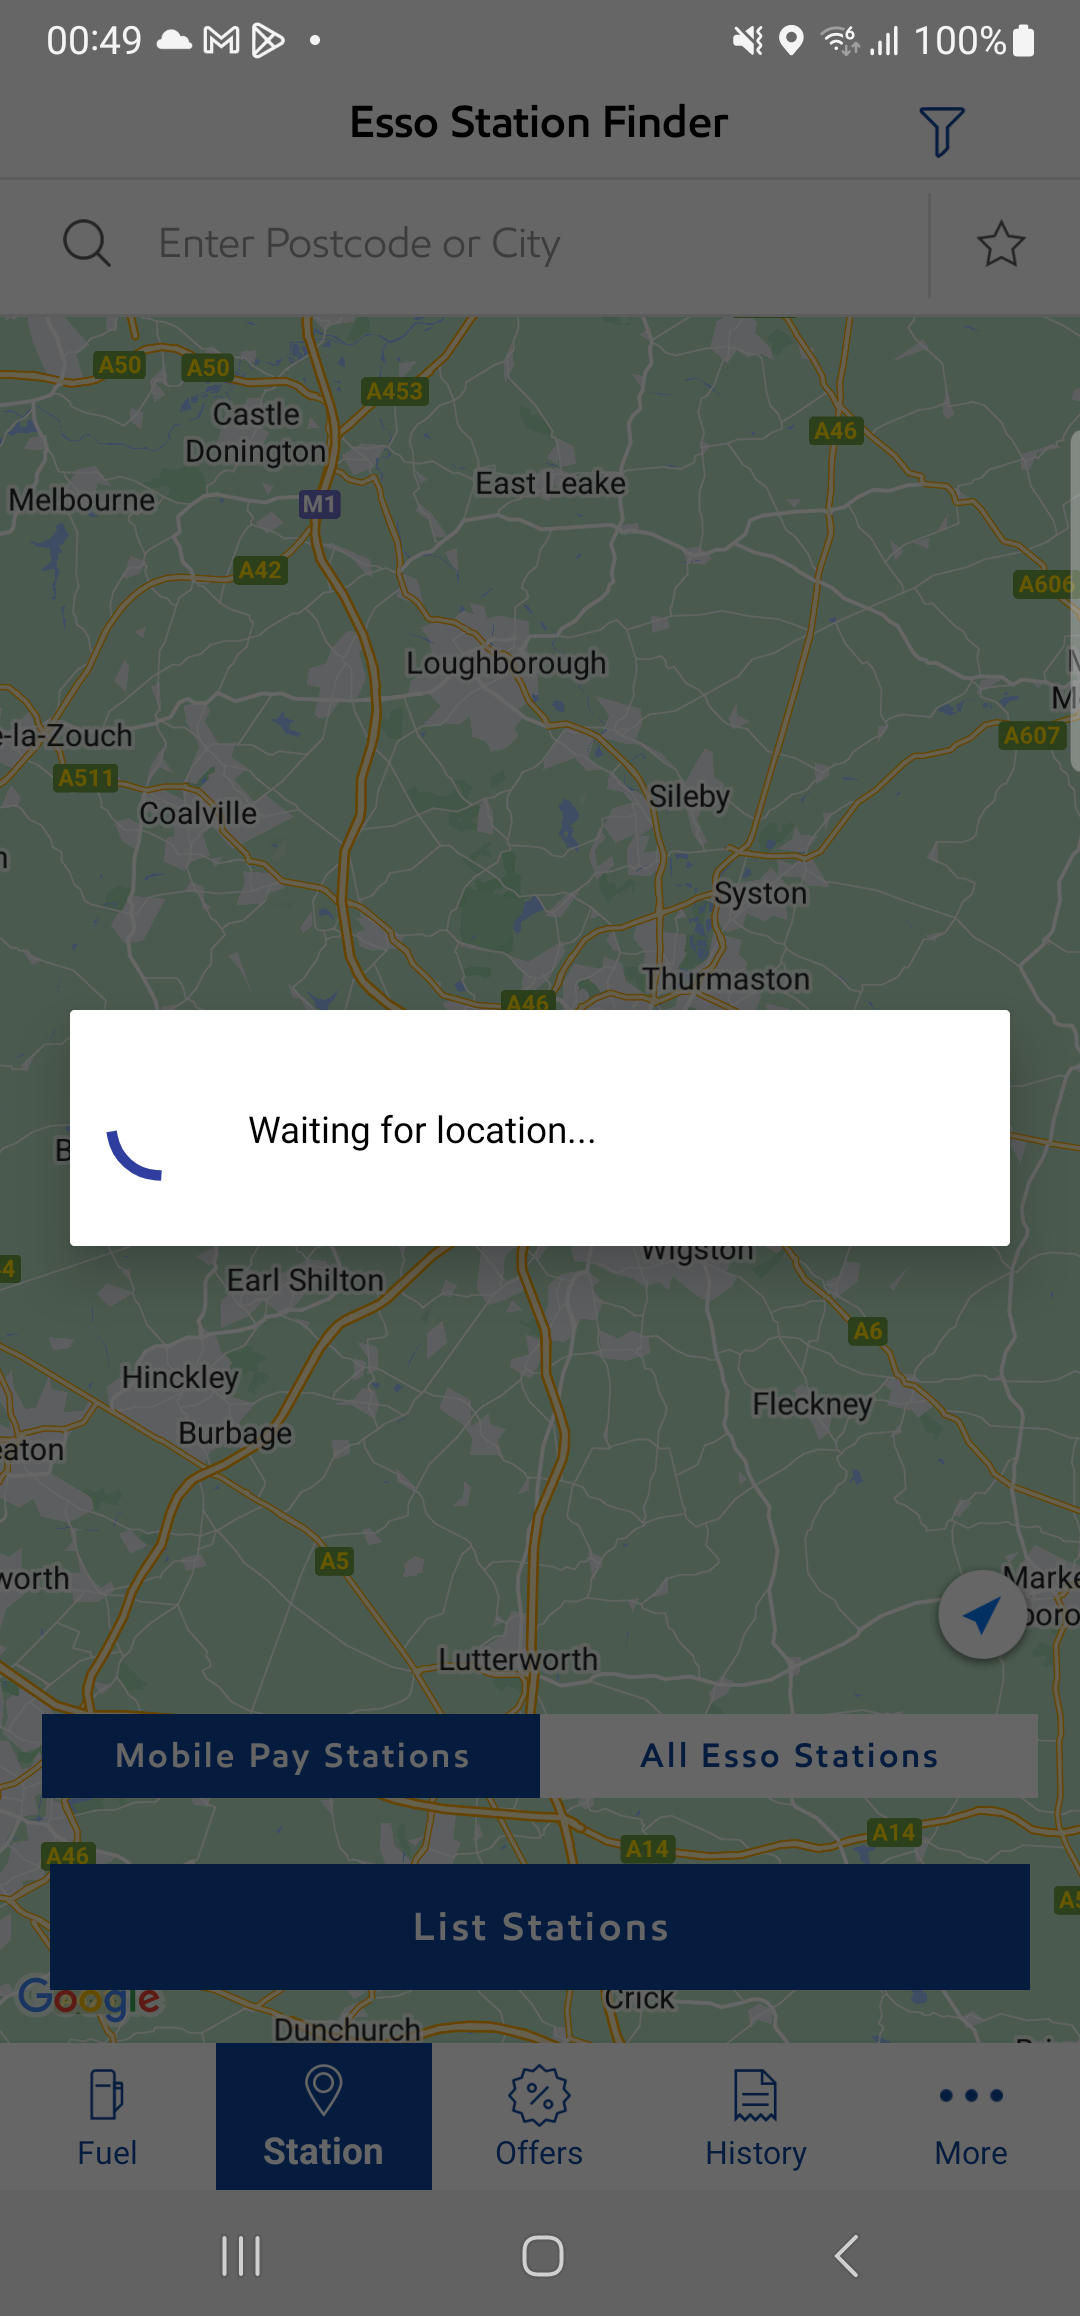 00:49
100%
Esso Station Finder
Enter Postcode or City
A50
A50
A453
Castle
Donington
A46
East Leake
Melbourne
M1
A42
A606
Loughborough
e-la-Zouch
A607
A511
Sileby
Coalville
Syston
Thurmaston
A46
Waiting for location...
Wigston
Earl Shilton
A6
Hinckley
Fleckney
Burbage
eaton
A5
worth
Marke
boro
Lutterworth
Mobile Pay Stations
All Esso Stations
A14
A14
A46
List Stations
Google
Crick
Dunchurch
Fuel
Station
Offers
History
More